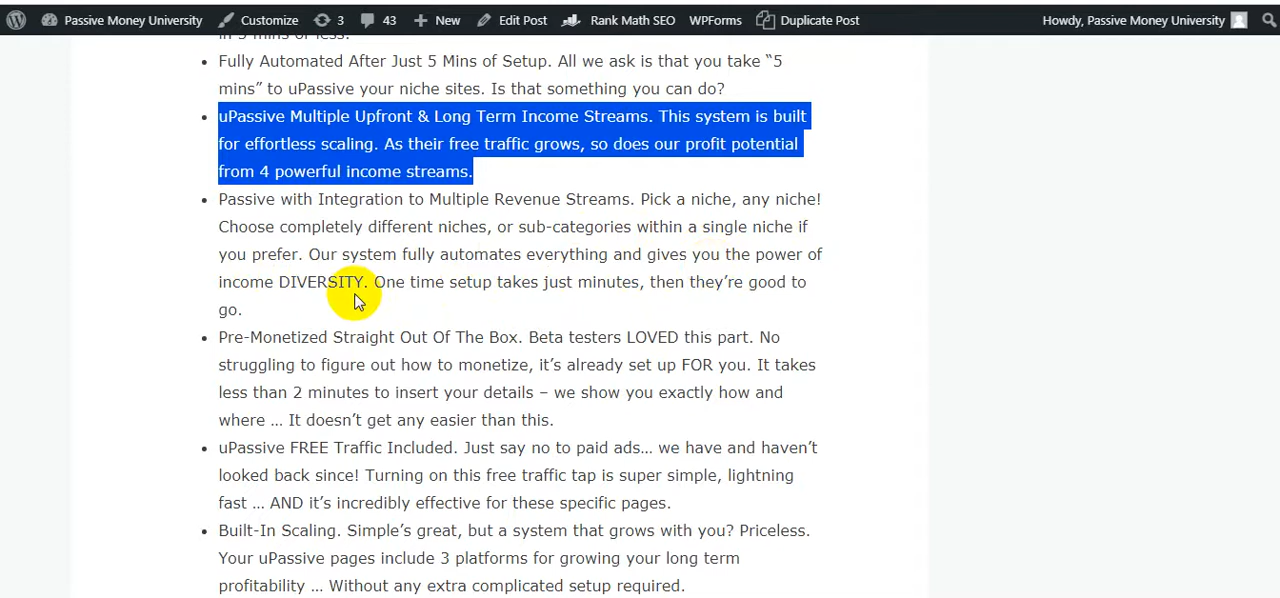 Passive Money University Customize 3 43 New Edit Post Rank Math SEO WPForms Duplicate Post Howdy, Passive Money University
in 5 mins or less.
• Fully Automated After Just 5 Mins of Setup. All we ask is that you take “5
mins” to uPassive your niche sites. Is that something you can do?
• uPassive Multiple Upfront & Long Term Income Streams. This system is built
for effortless scaling. As their free traffic grows, so does our profit potential
from 4 powerful income streams.
• Passive with Integration to Multiple Revenue Streams. Pick a niche, any niche!
Choose completely different niches, or sub-categories within a single niche if
you prefer. Our system fully automates everything and gives you the power of
income DIVERSITY. One time setup takes just minutes, then they’re good to
go.
• Pre-Monetized Straight Out Of The Box. Beta testers LOVED this part. No
struggling to figure out how to monetize, it’s already set up FOR you. It takes
less than 2 minutes to insert your details – we show you exactly how and
where … It doesn’t get any easier than this.
• uPassive FREE Traffic Included. Just say no to paid ads… we have and haven’t
looked back since! Turning on this free traffic tap is super simple, lightning
fast … AND it’s incredibly effective for these specific pages.
• Built-In Scaling. Simple’s great, but a system that grows with you? Priceless.
Your uPassive pages include 3 platforms for growing your long term
profitability … Without any extra complicated setup required.